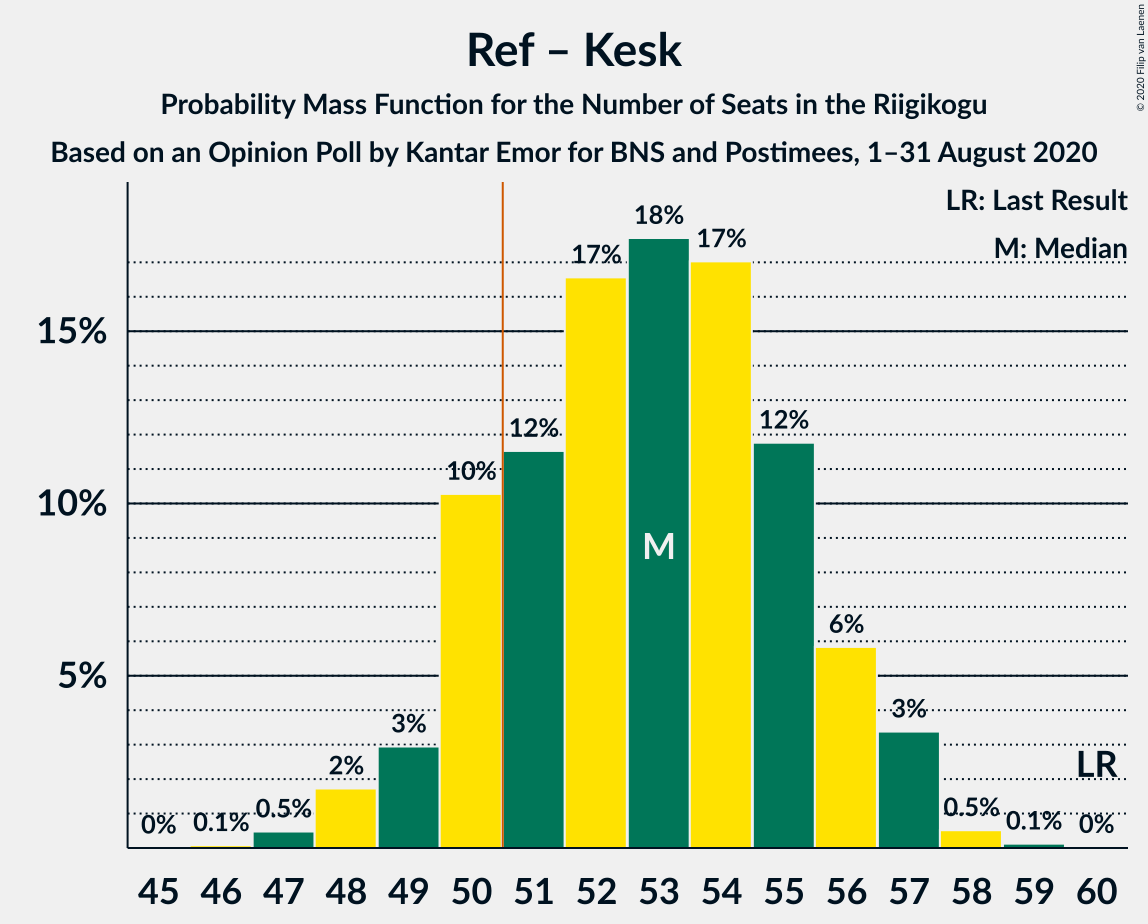 Ref – Kesk
Probability Mass Function for the Number of Seats in the Riigikogu
Based on an Opinion Poll by Kantar Emor for BNS and Postimees, 1–31 August 2020
© 2020 Filip van Laenen
LR: Last Result
M: Median
15%
10%
5%
0%
0.1%
0.5%
2%
3%
10%
12%
17%
18%
17%
12%
6%
3%
0.5%
0.1%
0%
M
LR
45 46 47 48 49 50 51 52 53 54 55 56 57 58 59 60